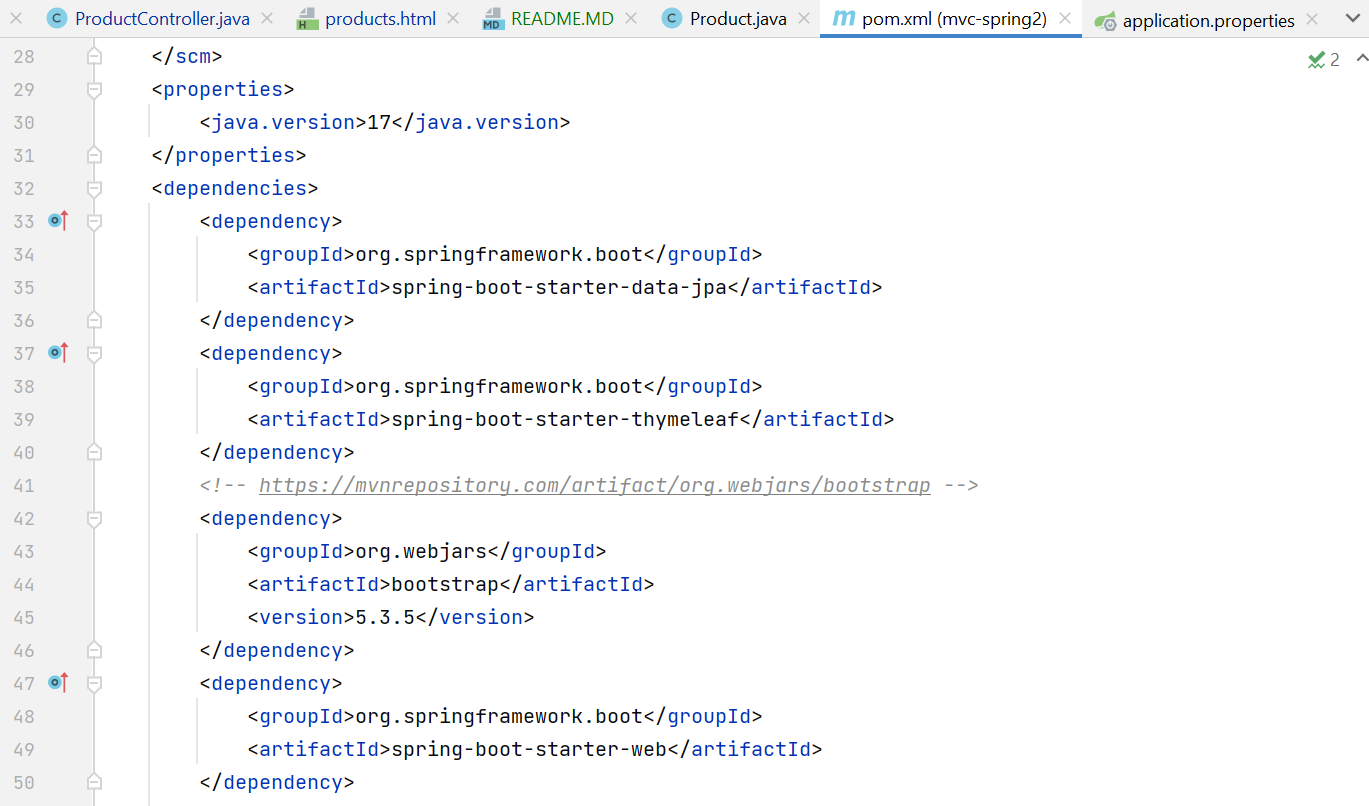 ProductController.java products.html README.MD Product.java pom.xml (mvc-spring2) application.properties
2
28 </scm>
29 <properties>
30 <java.version>17</java.version>
31 </properties>
32 <dependencies>
33 <dependency>
34 <groupId>org.springframework.boot</groupId>
35 <artifactId>spring-boot-starter-data-jpa</artifactId>
36 </dependency>
37 <dependency>
38 <groupId>org.springframework.boot</groupId>
39 <artifactId>spring-boot-starter-thymeleaf</artifactId>
40 </dependency>
41 <!-- https://mvnrepository.com/artifact/org.webjars/bootstrap -->
42 <dependency>
43 <groupId>org.webjars</groupId>
44 <artifactId>bootstrap</artifactId>
45 <version>5.3.5</version>
46 </dependency>
47 <dependency>
48 <groupId>org.springframework.boot</groupId>
49 <artifactId>spring-boot-starter-web</artifactId>
50 </dependency>